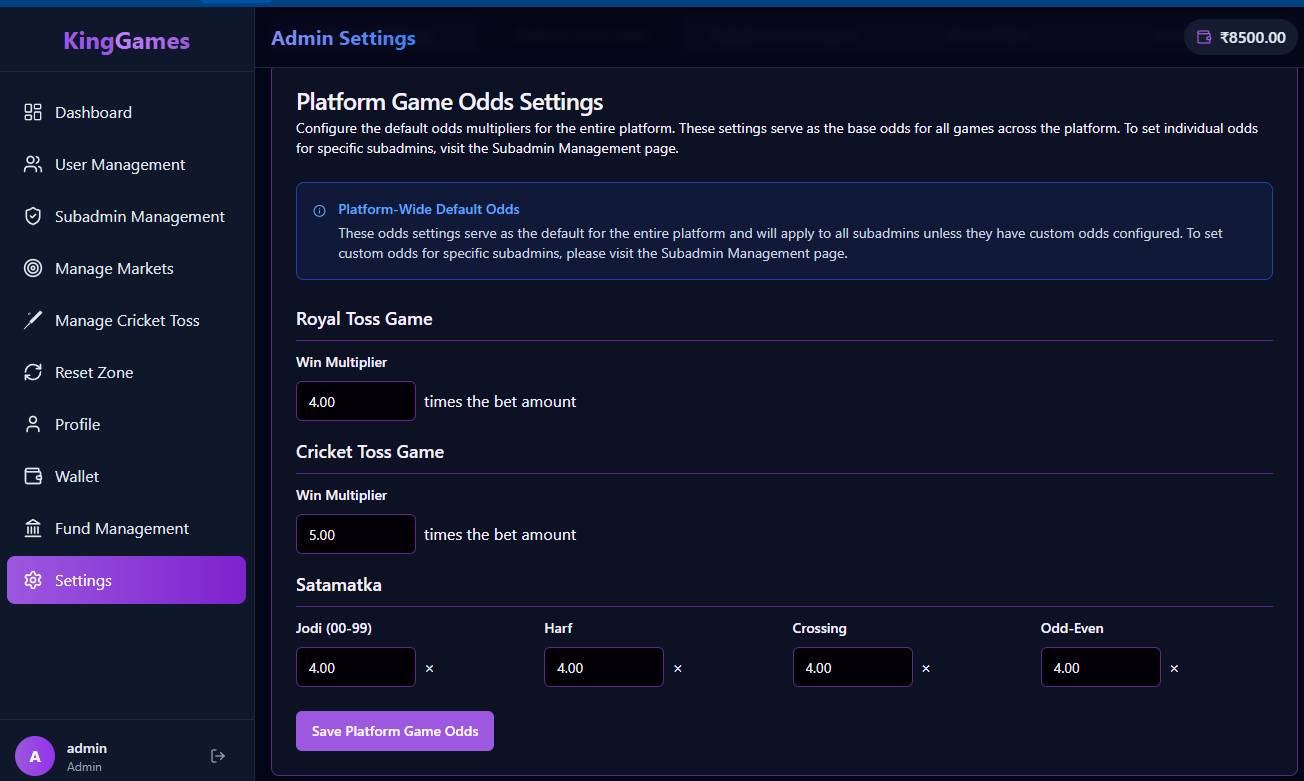 KingGames
Admin Settings
₹8500.00
Dashboard
User Management
Subadmin Management
Manage Markets
Manage Cricket Toss
Reset Zone
Profile
Wallet
Fund Management
Settings
A
admin
Admin
Platform Game Odds Settings
Configure the default odds multipliers for the entire platform. These settings serve as the base odds for all games across the platform. To set individual odds
for specific subadmins, visit the Subadmin Management page.
Platform-Wide Default Odds
These odds settings serve as the default for the entire platform and will apply to all subadmins unless they have custom odds configured. To set
custom odds for specific subadmins, please visit the Subadmin Management page.
Royal Toss Game
Win Multiplier
4.00 times the bet amount
Cricket Toss Game
Win Multiplier
5.00 times the bet amount
Satamatka
Jodi (00-99) Harf Crossing Odd-Even
4.00 × 4.00 × 4.00 × 4.00 ×
Save Platform Game Odds